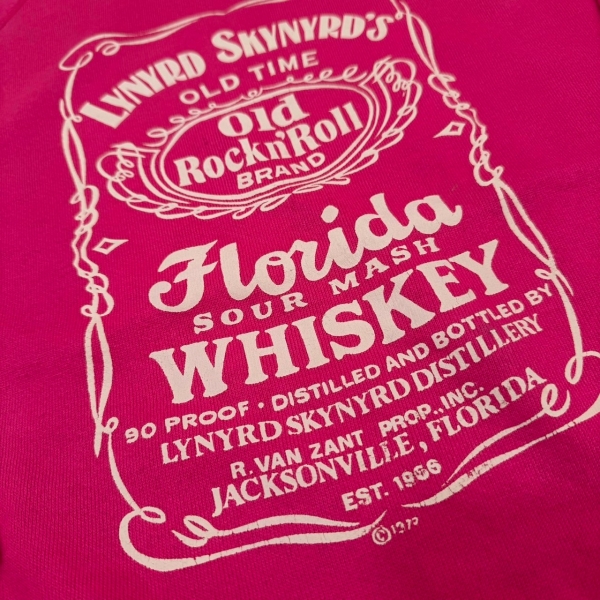 LYNYRD SKYNYRD'S
OLD TIME
Old
Rock n' Roll
BRAND
Florida
SOUR MASH
WHISKEY
90 PROOF · DISTILLED AND BOTTLED BY
LYNYRD SKYNYRD DISTILLERY
R. VAN ZANT PROP., INC.
JACKSONVILLE, FLORIDA
EST. 1966